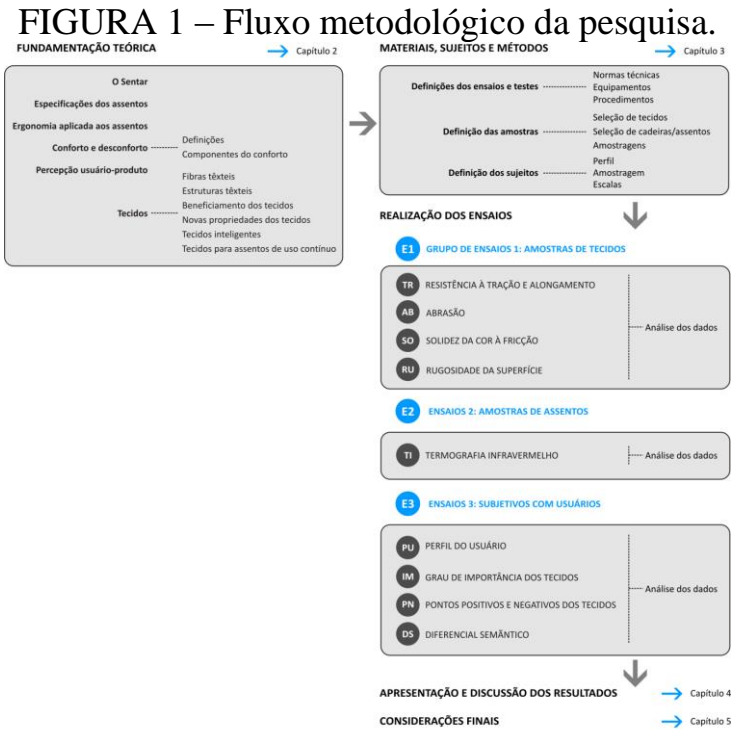 FIGURA 1 – Fluxo metodológico da pesquisa.
FUNDAMENTAÇÃO TEÓRICA
Capítulo 2
O Sentar
Especificações dos assentos
Ergonomia aplicada aos assentos
Conforto e desconforto
Definições
Componentes do conforto
Percepção usuário-produto
Tecidos
Fibras têxteis
Estruturas têxteis
Beneficiamento dos tecidos
Novas propriedades dos tecidos
Tecidos inteligentes
Tecidos para assentos de uso contínuo
MATERIAIS, SUJEITOS E MÉTODOS
Capítulo 3
Definições dos ensaios e testes
Normas técnicas
Equipamentos
Procedimentos
Definição das amostras
Seleção de tecidos
Seleção de cadeiras/assentos
Amostragens
Definição dos sujeitos
Perfil
Amostragem
Escalas
REALIZAÇÃO DOS ENSAIOS
E1 GRUPO DE ENSAIOS 1: AMOSTRAS DE TECIDOS
TR RESISTÊNCIA À TRAÇÃO E ALONGAMENTO
AB ABRASÃO
SO SOLIDEZ DA COR À FRICÇÃO
RU RUGOSIDADE DA SUPERFÍCIE
Análise dos dados
E2 ENSAIOS 2: AMOSTRAS DE ASSENTOS
TI TERMOGRAFIA INFRAVERMELHO
Análise dos dados
E3 ENSAIOS 3: SUBJETIVOS COM USUÁRIOS
PU PERFIL DO USUÁRIO
IM GRAU DE IMPORTÂNCIA DOS TECIDOS
PN PONTOS POSITIVOS E NEGATIVOS DOS TECIDOS
DS DIFERENCIAL SEMÂNTICO
Análise dos dados
APRESENTAÇÃO E DISCUSSÃO DOS RESULTADOS
Capítulo 4
CONSIDERAÇÕES FINAIS
Capítulo 5